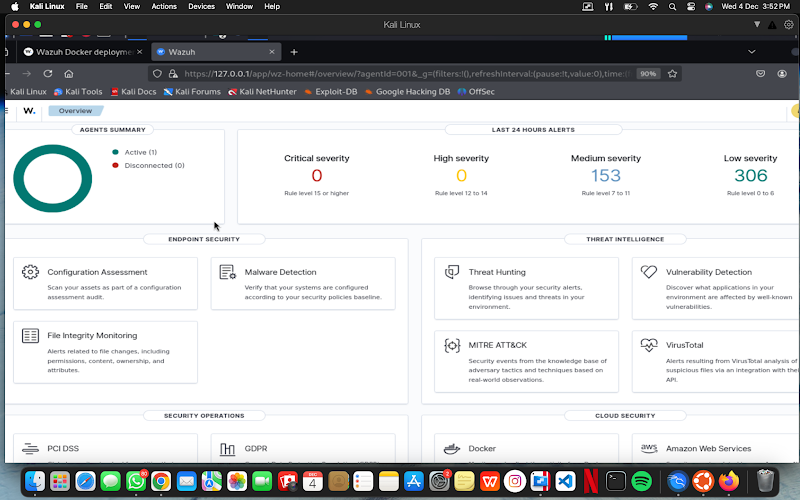 Kali Linux File Edit View Actions Devices Window Help Wed 4 Dec 3:52 PM
Kali Linux
Wazuh Docker deployme Wazuh
https://127.0.0.1/app/wz-home#/overview/?agentId=001&_g=(filters:!(),refreshInterval:(pause:!t,value:0),time:( 90%
Kali Linux Kali Tools Kali Docs Kali Forums Kali NetHunter Exploit-DB Google Hacking DB OffSec
W. Overview
AGENTS SUMMARY
Active (1)
Disconnected (0)
LAST 24 HOURS ALERTS
Critical severity High severity Medium severity Low severity
0 0 153 306
Rule level 15 or higher Rule level 12 to 14 Rule level 7 to 11 Rule level 0 to 6
ENDPOINT SECURITY
Configuration Assessment
Scan your assets as part of a configuration
assessment audit.
Malware Detection
Verify that your systems are configured
according to your security policies baseline.
File Integrity Monitoring
Alerts related to file changes, including
permissions, content, ownership, and
attributes.
THREAT INTELLIGENCE
Threat Hunting
Browse through your security alerts,
identifying issues and threats in your
environment.
Vulnerability Detection
Discover what applications in your
environment are affected by well-known
vulnerabilities.
MITRE ATT&CK
Security events from the knowledge base of
adversary tactics and techniques based on
real-world observations.
VirusTotal
Alerts resulting from VirusTotal analysis of
suspicious files via an integration with their
API.
SECURITY OPERATIONS
PCI DSS
GDPR
CLOUD SECURITY
Docker
aws Amazon Web Services
80
DEC
4
2